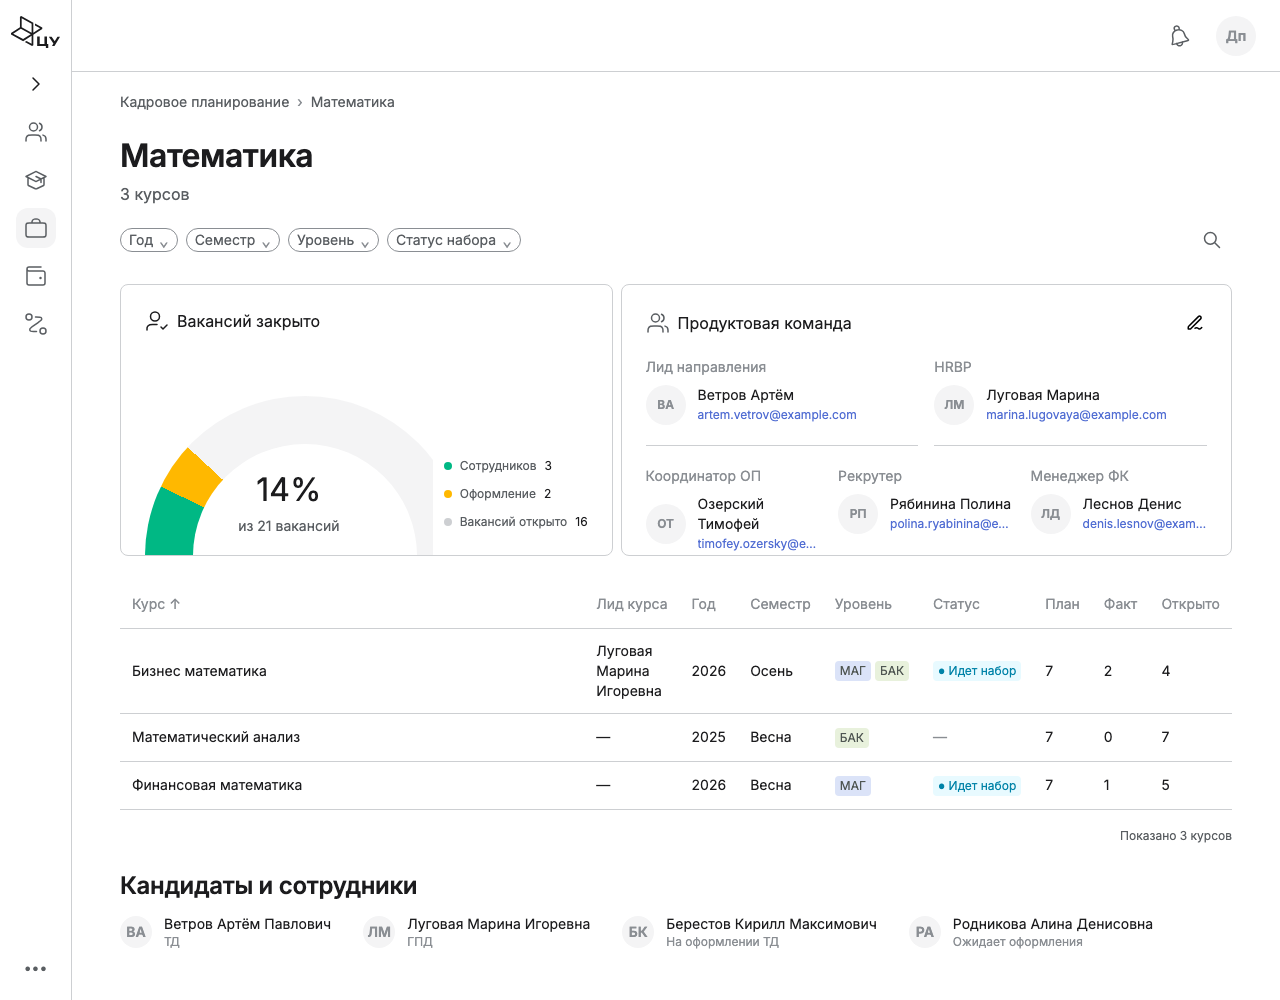 ЦУ
Дп
Кадровое планирование › Математика
Математика
3 курсов
Год
Семестр
Уровень
Статус набора
Вакансий закрыто
14%
из 21 вакансий
Сотрудников 3
Оформление 2
Вакансий открыто 16
Продуктовая команда
Лид направления
ВА
Ветров Артём
artem.vetrov@example.com
HRBP
ЛМ
Луговая Марина
marina.lugovaya@example.com
Координатор ОП
ОТ
Озерский
Тимофей
timofey.ozersky@e...
Рекрутер
РП
Рябинина Полина
polina.ryabinina@e...
Менеджер ФК
ЛД
Леснов Денис
denis.lesnov@exam...
Курс ↑ Лид курса Год Семестр Уровень Статус План Факт Открыто
Бизнес математика Луговая Марина Игоревна 2026 Осень МАГ БАК • Идет набор 7 2 4
Математический анализ — 2025 Весна БАК — 7 0 7
Финансовая математика — 2026 Весна МАГ • Идет набор 7 1 5
Показано 3 курсов
Кандидаты и сотрудники
ВА
Ветров Артём Павлович
ТД
ЛМ
Луговая Марина Игоревна
ГПД
БК
Берестов Кирилл Максимович
На оформлении ТД
РА
Родникова Алина Денисовна
Ожидает оформления